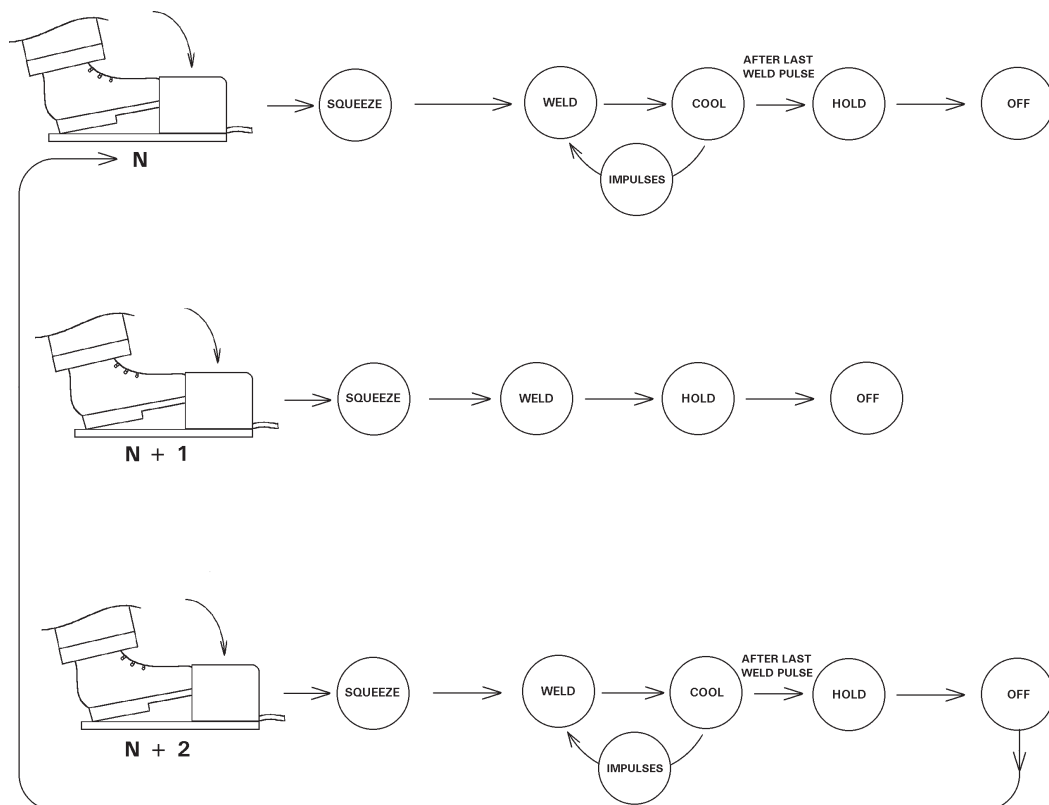 AFTER LAST
WELD PULSE
SQUEEZE
WELD
COOL
HOLD
OFF
IMPULSES
N
SQUEEZE
WELD
HOLD
OFF
N + 1
AFTER LAST
WELD PULSE
SQUEEZE
WELD
COOL
HOLD
OFF
IMPULSES
N + 2